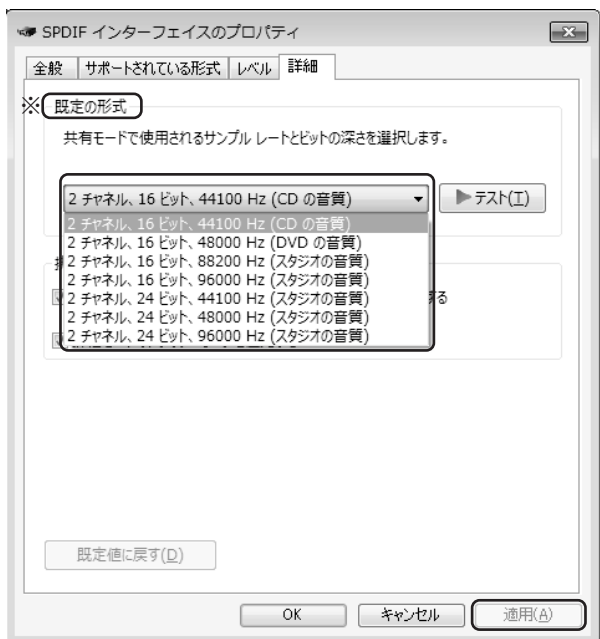 SPDIF インターフェイスのプロパティ
全般 サポートされている形式 レベル 詳細
※ 既定の形式
共有モードで使用されるサンプル レートとビットの深さを選択します。
2 チャネル、16 ビット、44100 Hz (CD の音質) テスト(T)
2 チャネル、16 ビット、44100 Hz (CD の音質)
2 チャネル、16 ビット、48000 Hz (DVD の音質)
2 チャネル、16 ビット、88200 Hz (スタジオの音質)
2 チャネル、16 ビット、96000 Hz (スタジオの音質)
2 チャネル、24 ビット、44100 Hz (スタジオの音質) する
2 チャネル、24 ビット、48000 Hz (スタジオの音質)
2 チャネル、24 ビット、96000 Hz (スタジオの音質)
既定値に戻す(D)
OK キャンセル 適用(A)